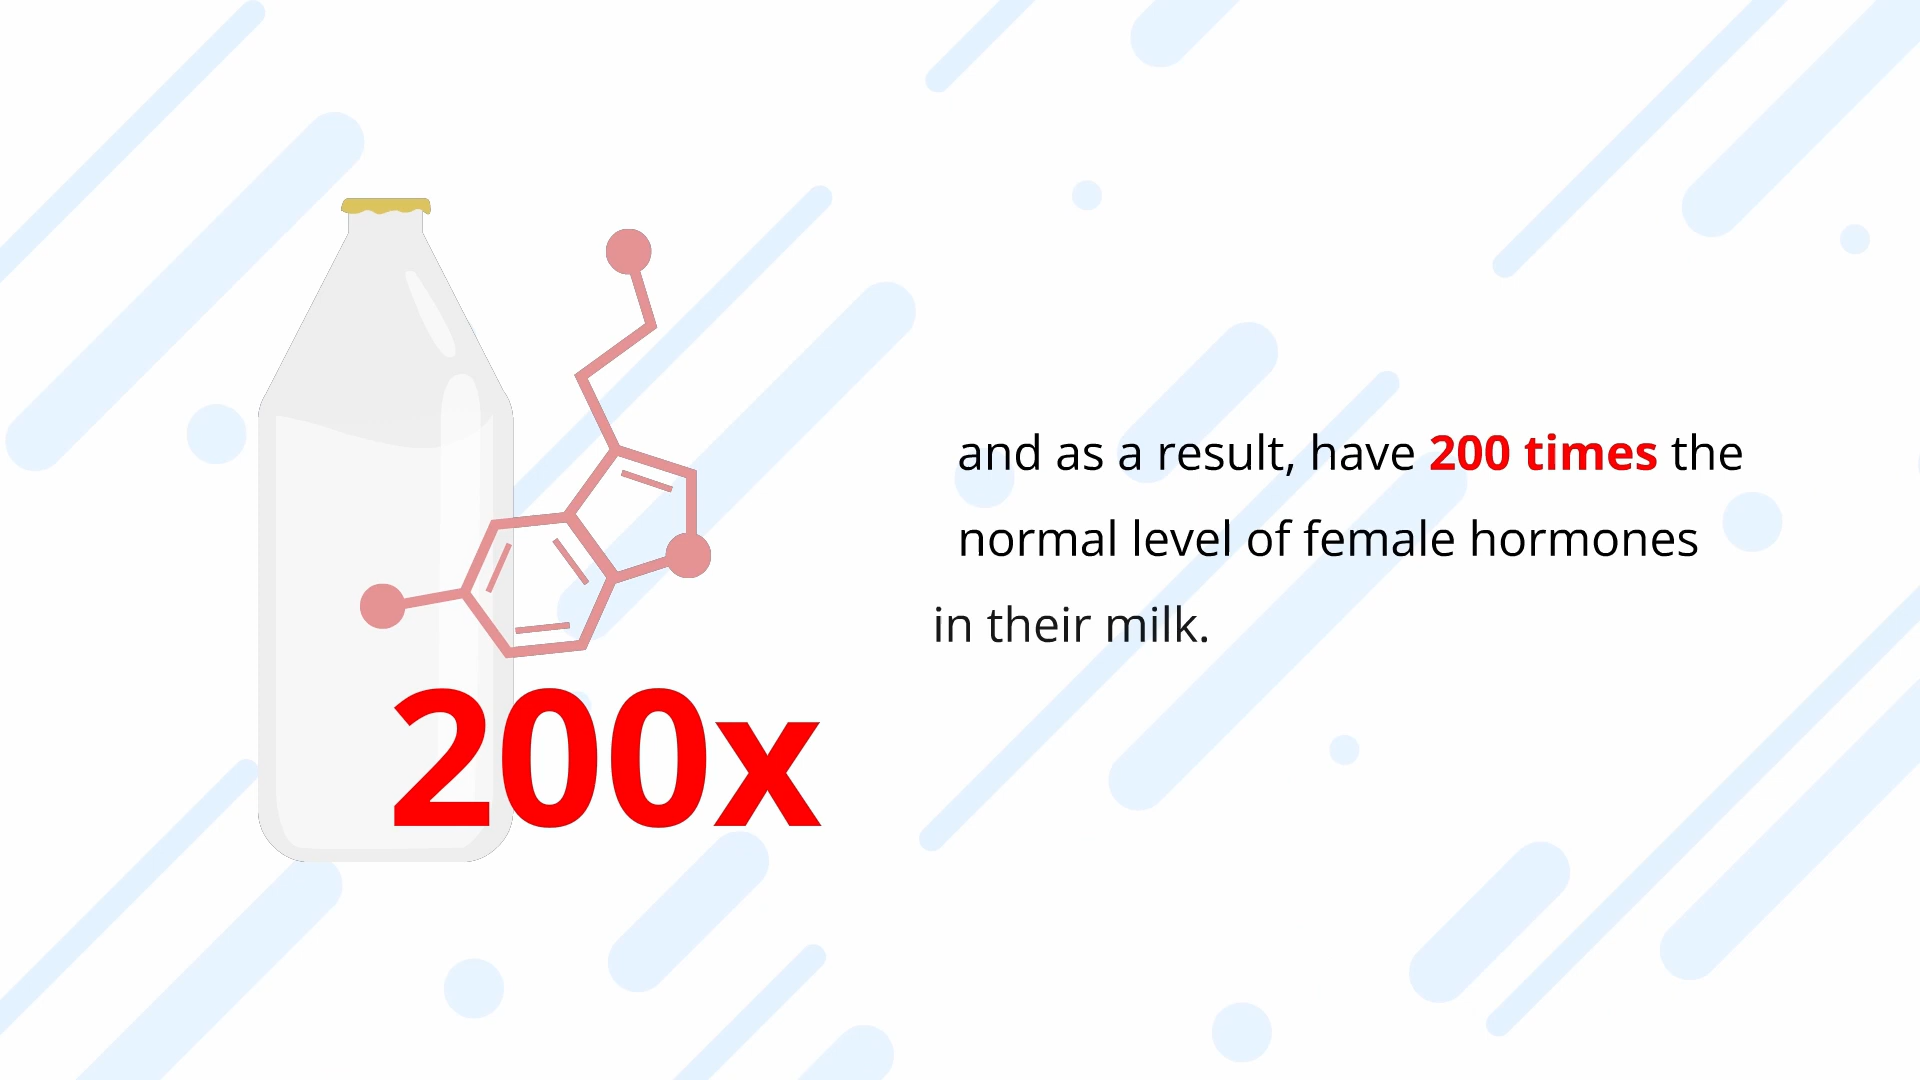 and as a result, have 200 times the
normal level of female hormones
in their milk.
200x